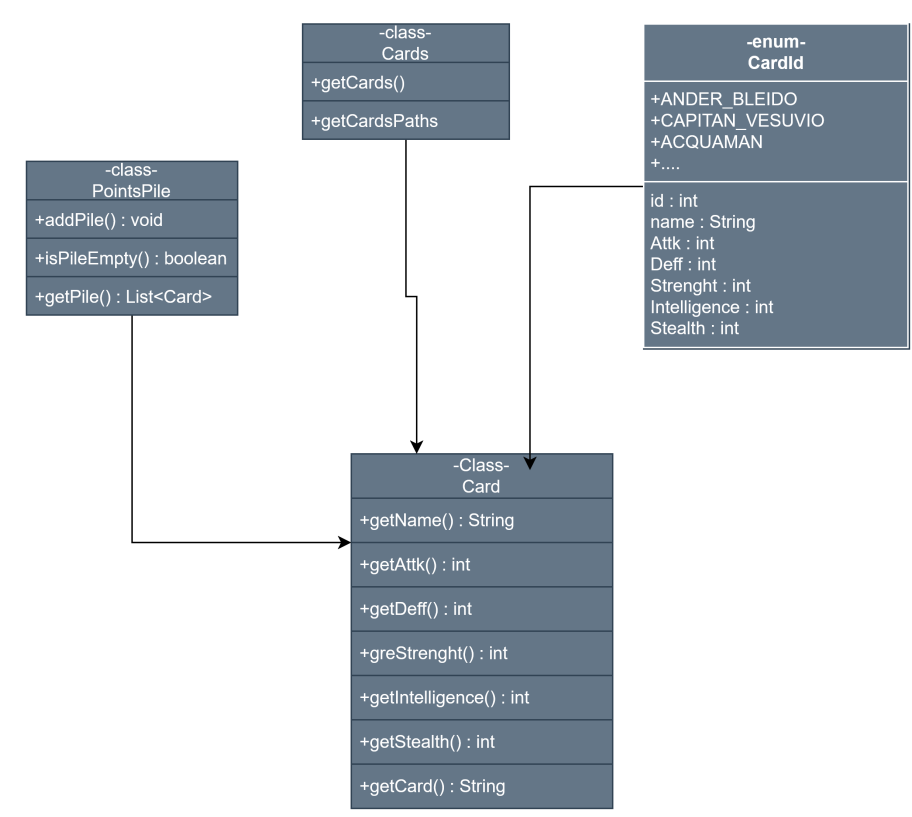 -class-
Cards
+getCards()
+getCardsPaths
-enum-
CardId
+ANDER_BLEIDO
+CAPITAN_VESUVIO
+ACQUAMAN
+....
id : int
name : String
Attk : int
Deff : int
Strenght : int
Intelligence : int
Stealth : int
-class-
PointsPile
+addPile() : void
+isPileEmpty() : boolean
+getPile() : List<Card>
-Class-
Card
+getName() : String
+getAttk() : int
+getDeff() : int
+greStrenght() : int
+getIntelligence() : int
+getStealth() : int
+getCard() : String